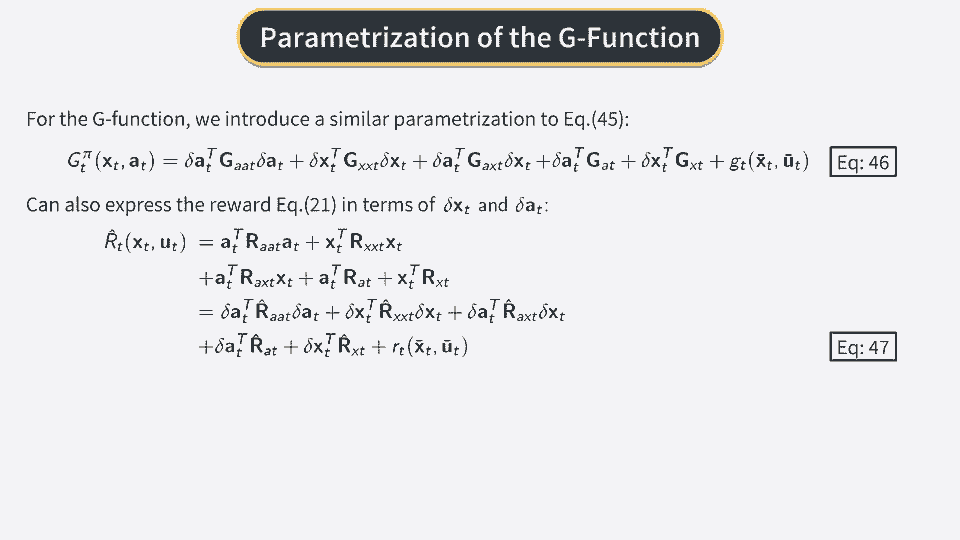 Parametrization of the G-Function
For the G-function, we introduce a similar parametrization to Eq.(45):
$G_t^\pi(\mathbf{x}_t, \mathbf{a}_t) = \delta\mathbf{a}_t^T \mathbf{G}_{aat} \delta\mathbf{a}_t + \delta\mathbf{x}_t^T \mathbf{G}_{xxt} \delta\mathbf{x}_t + \delta\mathbf{a}_t^T \mathbf{G}_{axt} \delta\mathbf{x}_t + \delta\mathbf{a}_t^T \mathbf{G}_{at} + \delta\mathbf{x}_t^T \mathbf{G}_{xt} + g_t(\bar{\mathbf{x}}_t, \bar{\mathbf{u}}_t)$ Eq: 46
Can also express the reward Eq.(21) in terms of $\delta\mathbf{x}_t$ and $\delta\mathbf{a}_t$:
$\hat{R}_t(\mathbf{x}_t, \mathbf{u}_t) = \mathbf{a}_t^T \mathbf{R}_{aat} \mathbf{a}_t + \mathbf{x}_t^T \mathbf{R}_{xxt} \mathbf{x}_t$
$+ \mathbf{a}_t^T \mathbf{R}_{axt} \mathbf{x}_t + \mathbf{a}_t^T \mathbf{R}_{at} + \mathbf{x}_t^T \mathbf{R}_{xt}$
$= \delta\mathbf{a}_t^T \hat{\mathbf{R}}_{aat} \delta\mathbf{a}_t + \delta\mathbf{x}_t^T \hat{\mathbf{R}}_{xxt} \delta\mathbf{x}_t + \delta\mathbf{a}_t^T \hat{\mathbf{R}}_{axt} \delta\mathbf{x}_t$
$+ \delta\mathbf{a}_t^T \hat{\mathbf{R}}_{at} + \delta\mathbf{x}_t^T \hat{\mathbf{R}}_{xt} + r_t(\bar{\mathbf{x}}_t, \bar{\mathbf{u}}_t)$ Eq: 47